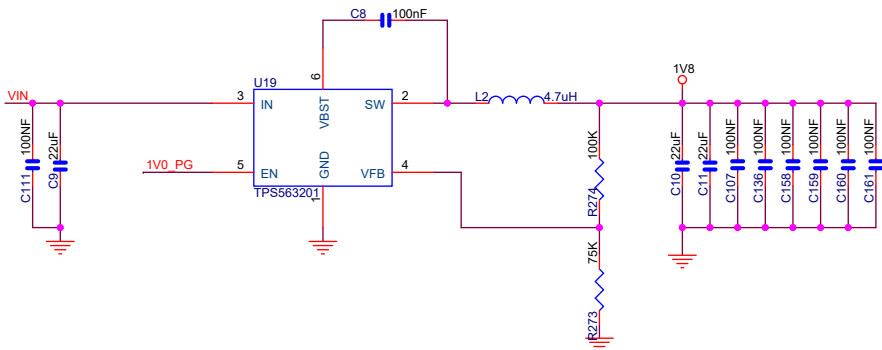 C8
100nF
1V8
U19
VIN
3
IN
6
VBST
SW
2
L2
4.7uH
1V0_PG
5
EN
GND
1
VFB
4
TPS563201
C111
100NF
C9
22uF
100K
R274
75K
R273
C10
22uF
C11
22uF
C107
100NF
C136
100NF
C158
100NF
C159
100NF
C160
100NF
C161
100NF